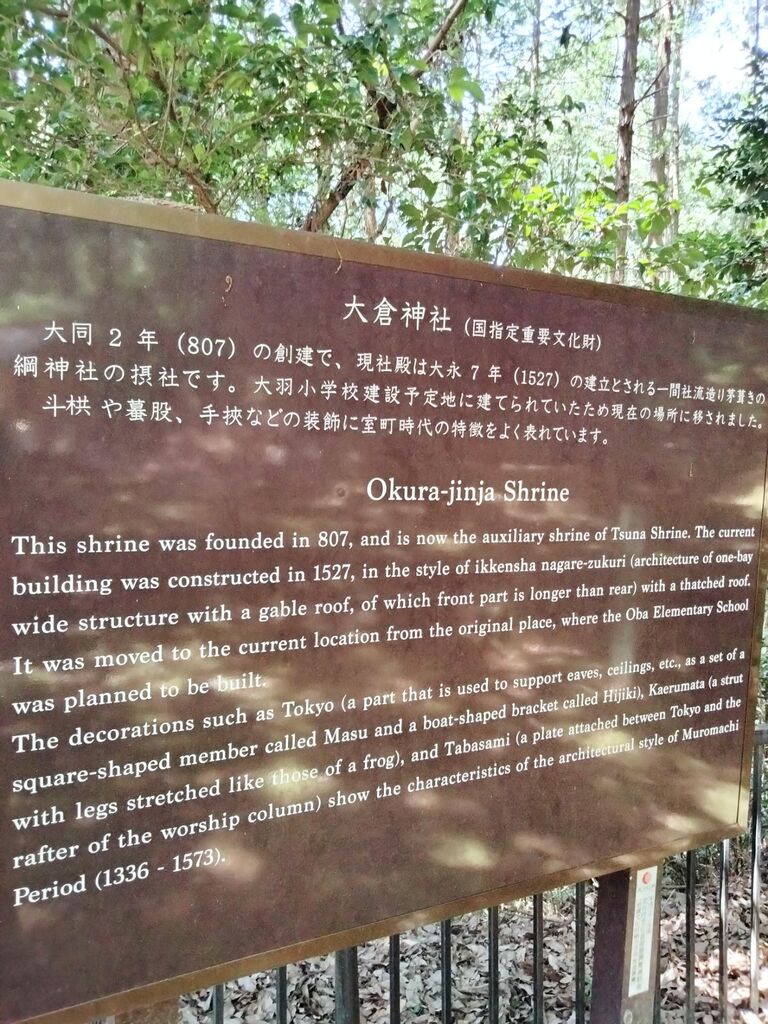 大倉神社（国指定重要文化財）
大同 2 年（807）の創建で、現社殿は大永 7 年（1527）の建立とされる一間社流造り茅葺きの
綱神社の摂社です。大羽小学校建設予定地に建てられていたため現在の場所に移されました。
斗栱 や蟇股、手挾などの装飾に室町時代の特徴をよく表れています。
Okura-jinja Shrine
This shrine was founded in 807, and is now the auxiliary shrine of Tsuna Shrine. The current
building was constructed in 1527, in the style of ikkensha nagare-zukuri (architecture of one-bay
wide structure with a gable roof, of which front part is longer than rear) with a thatched roof.
It was moved to the current location from the original place, where the Oba Elementary School
was planned to be built.
The decorations such as Tokyo (a part that is used to support eaves, ceilings, etc., as a set of a
square-shaped member called Masu and a boat-shaped bracket called Hijiki), Kaerumata (a strut
with legs stretched like those of a frog), and Tabasami (a plate attached between Tokyo and the
rafter of the worship column) show the characteristics of the architectural style of Muromachi
Period (1336 - 1573).